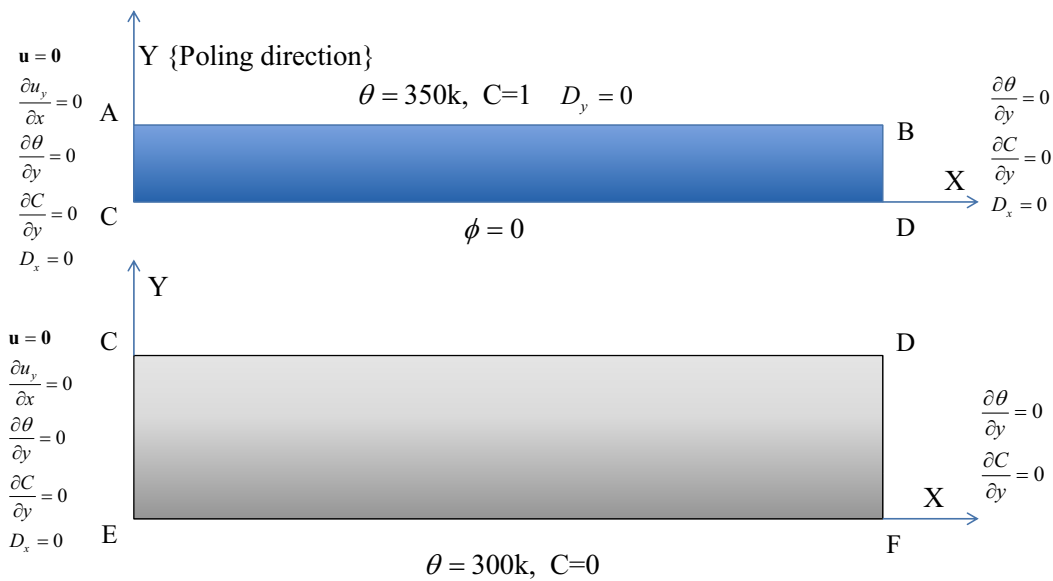 Y {Poling direction}
u = 0
∂u_y/∂x = 0
∂θ/∂y = 0
∂C/∂y = 0
D_x = 0
A
θ = 350k, C=1 D_y = 0
B
∂θ/∂y = 0
∂C/∂y = 0
D_x = 0
X
C
D
ϕ = 0
Y
u = 0
∂u_y/∂x = 0
∂θ/∂y = 0
∂C/∂y = 0
D_x = 0
C
D
∂θ/∂y = 0
∂C/∂y = 0
X
E
F
θ = 300k, C=0